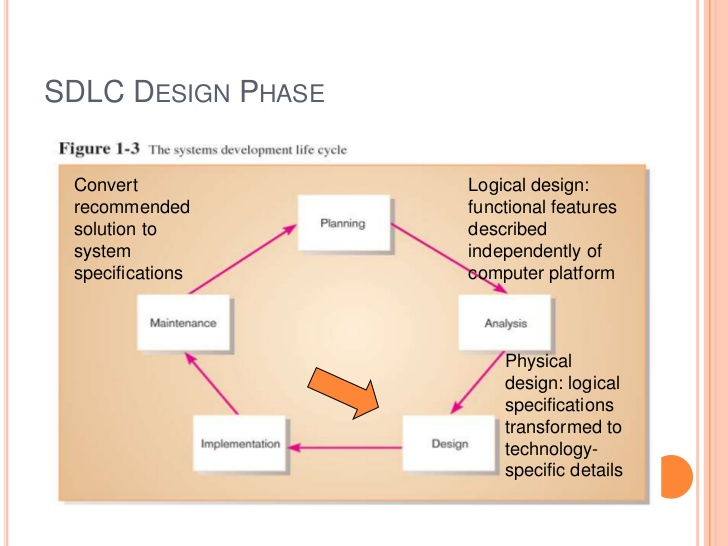 SDLC DESIGN PHASE
Figure 1-3 The systems development life cycle
Convert
recommended
solution to
system
specifications
Logical design:
functional features
described
independently of
computer platform
Planning
Maintenance
Analysis
Physical
design: logical
specifications
transformed to
technology-
specific details
Implementation
Design